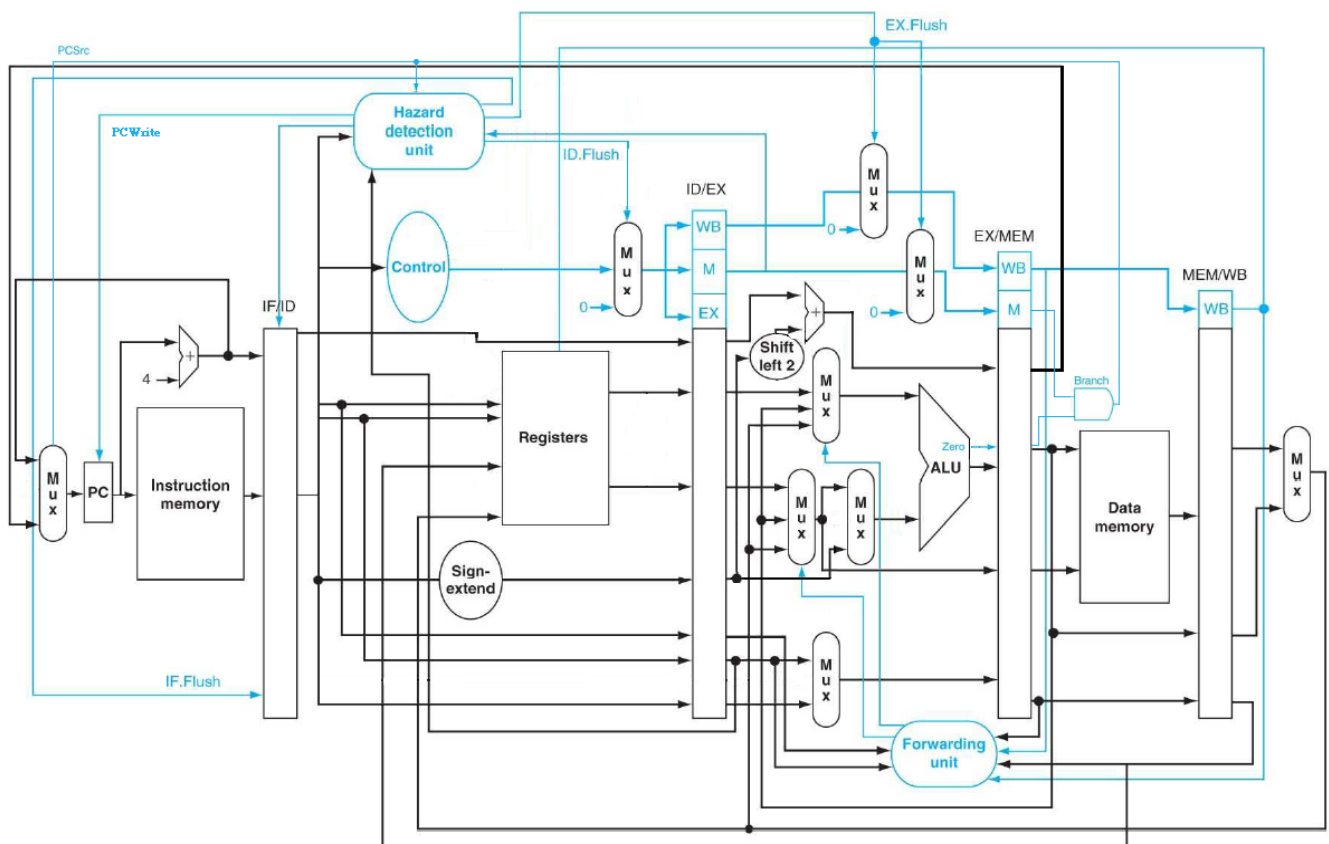 EX.Flush
PCSrc
Hazard
detection
unit
PCWrite
ID.Flush
M
u
x
ID/EX
0
WB
EX/MEM
M
u
x
Control
M
u
x
M
WB
MEM/WB
0
0
EX
M
WB
IF/ID
+
+
Shift
left 2
4
M
u
x
Branch
Registers
Zero
ALU
M
u
x
M
u
x
PC
Instruction
memory
M
u
x
M
u
x
Data
memory
M
u
x
Sign-
extend
IF.Flush
M
u
x
Forwarding
unit